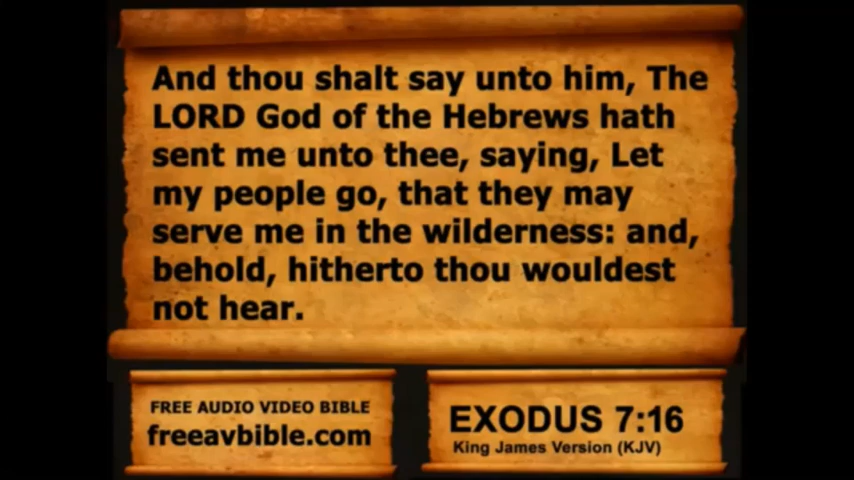 And thou shalt say unto him, The
LORD God of the Hebrews hath
sent me unto thee, saying, Let
my people go, that they may
serve me in the wilderness: and,
behold, hitherto thou wouldest
not hear.
FREE AUDIO VIDEO BIBLE
freeavbible.com
EXODUS 7:16
King James Version (KJV)